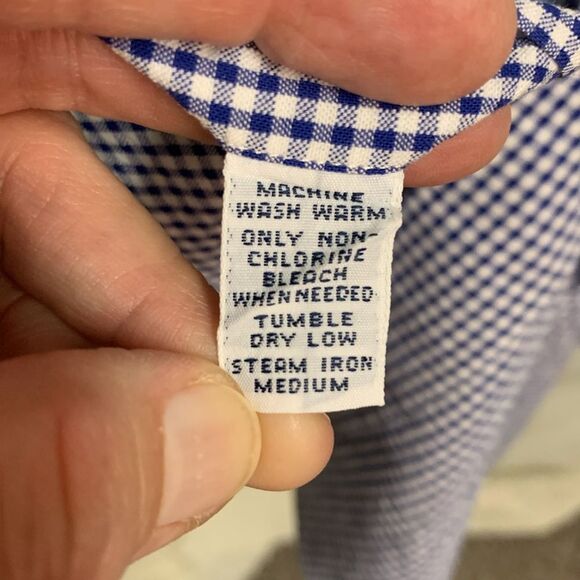 MACHINE
WASH WARM
ONLY NON-
CHLORINE
BLEACH
WHEN NEEDED
TUMBLE
DRY LOW
STEAM IRON
MEDIUM